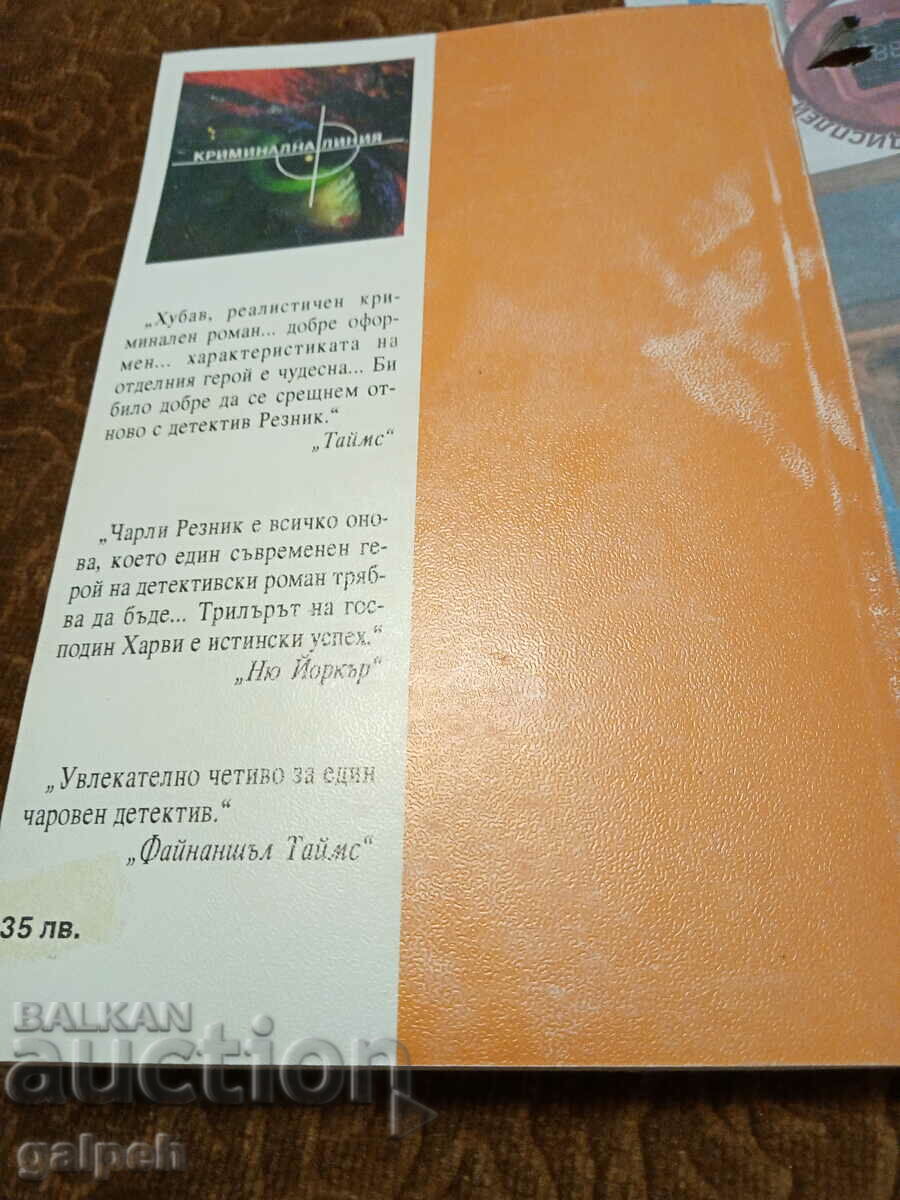 КРИМИНАЛНА ЛИНИЯ
„Хубав, реалистичен кри-
минален роман... добре офор-
мен... характеристиката на
отделния герой е чудесна... Би
било добре да се срещнем от-
ново с детектив Резник.“
„Таймс“
„Чарли Резник е всичко оно-
ва, което един съвременен ге-
рой на детективски роман тряб-
ва да бъде... Трилърът на гос-
подин Харви е истински успех.“
„Ню Йоркър“
„Увлекателно четиво за един
чаровен детектив.“
„Файнаншъл Таймс“
35 лв.
ДИСПЛЕЙ
88
BALKAN
auction
galpeh